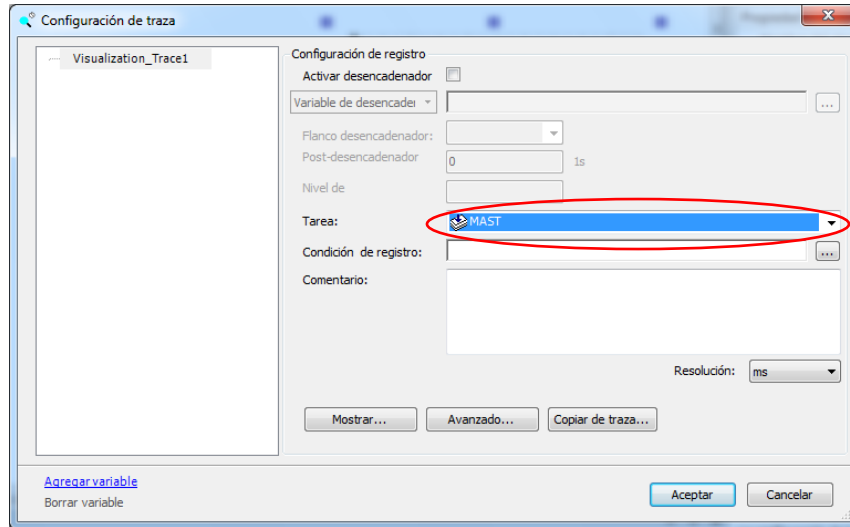 Configuración de traza
Visualization_Trace1
Configuración de registro
Activar desencadenador
Variable de desencader
...
Flanco desencadenador:
Post-desencadenador
0
1s
Nivel de
Tarea:
MAST
Condición de registro:
...
Comentario:
Resolución:
ms
Mostrar...
Avanzado...
Copiar de traza...
Agregar variable
Borrar variable
Aceptar
Cancelar